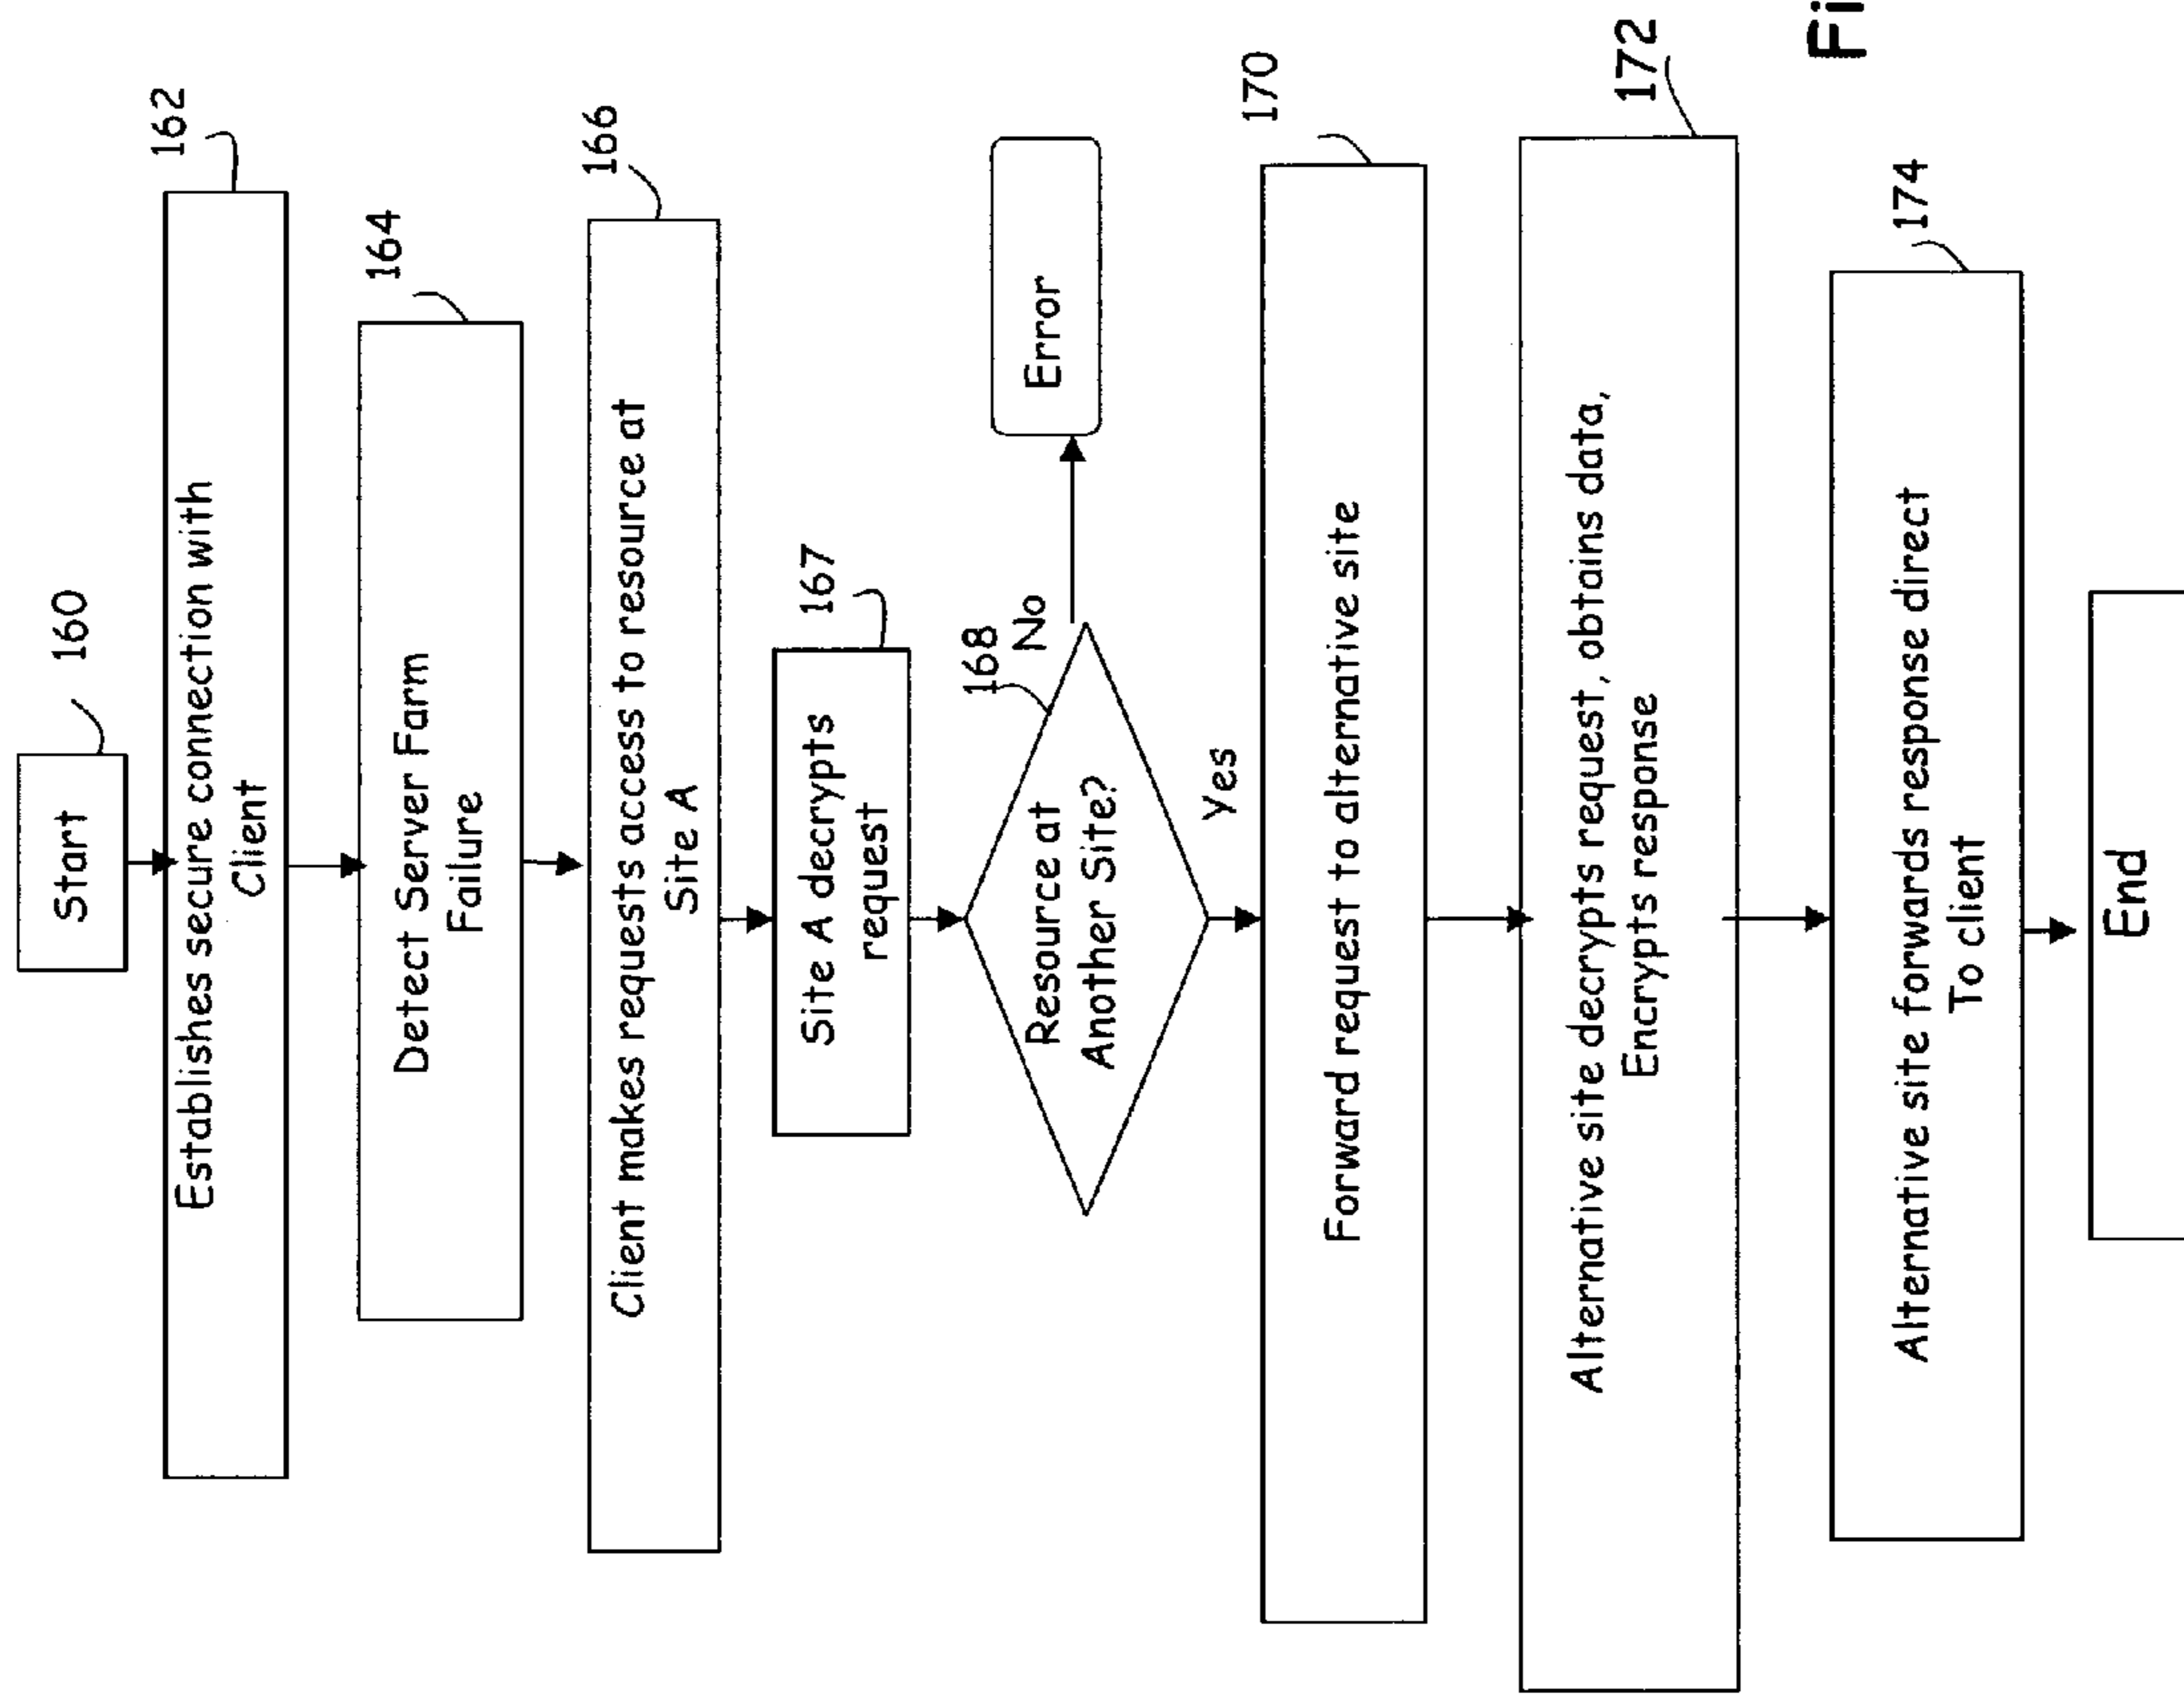 Start
160
Establishes secure connection with
Client
162
Detect Server Farm
Failure
164
Client makes requests access to resource at
Site A
166
Site A decrypts
request
167
Resource at
Another Site?
168
No
Error
Yes
Forward request to alternative site
170
Alternative site decrypts request, obtains data,
Encrypts response
172
Alternative site forwards response direct
To client
174
End
Fi